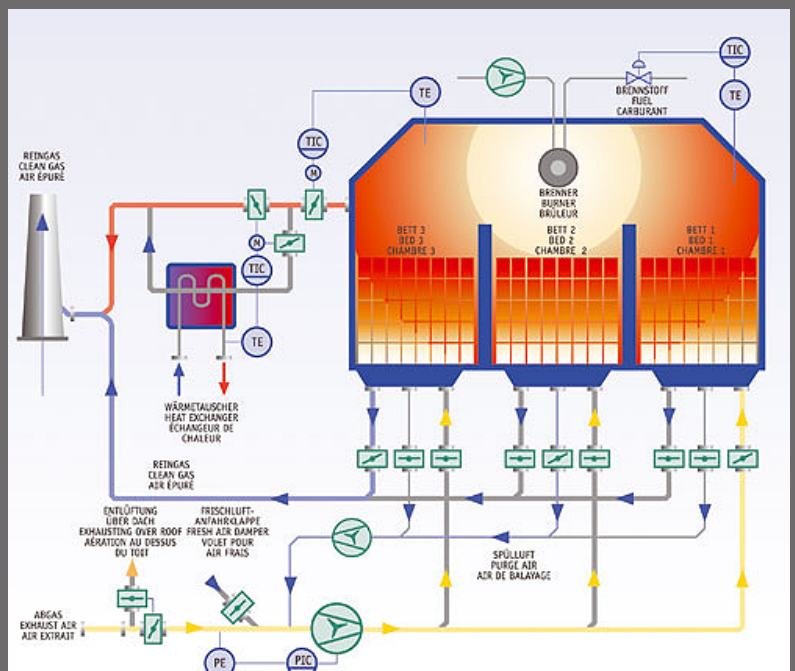 TIC
TE
TE
BRENNSTOFF
FUEL
CARBURANT
TIC
M
REINGAS
CLEAN GAS
AIR ÉPURÉ
BRENNER
BURNER
BRÛLEUR
BETT 3
BED 3
CHAMBRE 3
BETT 2
BED 2
CHAMBRE 2
BETT 1
BED 1
CHAMBRE 1
M
TIC
TE
WÄRMETAUSCHER
HEAT EXCHANGER
ÉCHANGEUR DE
CHALEUR
REINGAS
CLEAN GAS
AIR ÉPURÉ
ENTLÜFTUNG
ÜBER DACH
EXHAUSTING OVER ROOF
AÉRATION AU DESSUS
DU TOIT
FRISCHLUFT-
ANFAHRKLAPPE
FRESH AIR DAMPER
VOLET POUR
AIR FRAIS
SPÜLLUFT
PURGE AIR
AIR DE BALAYAGE
ABGAS
EXHAUST AIR
AIR EXTRAIT
PE
PIC